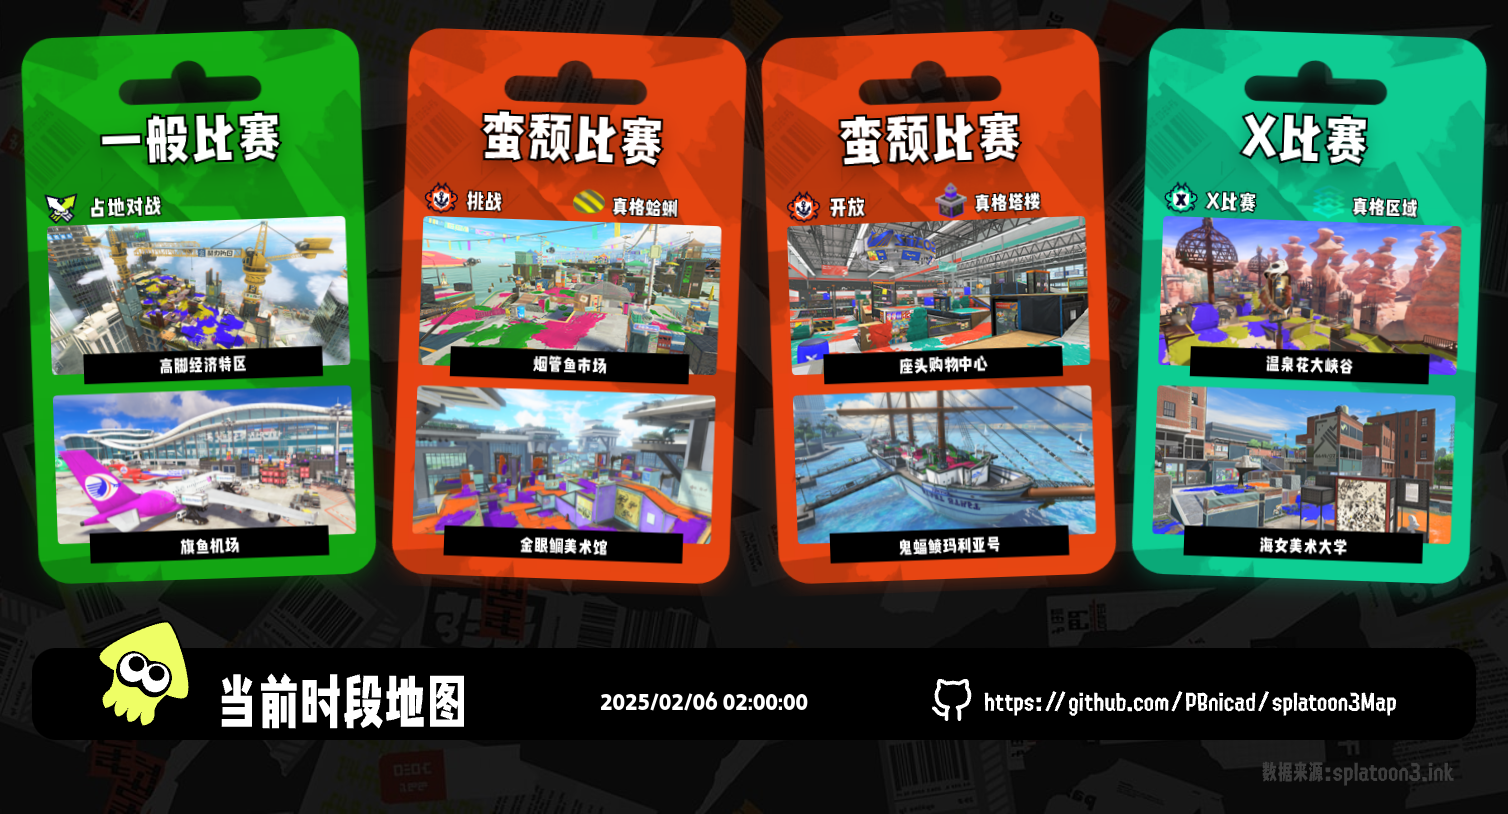 一般比赛
占地对战
高脚经济特区
旗鱼机场
蛮颓比赛
挑战
真格蛤蜊
烟管鱼市场
金眼鲷美术馆
蛮颓比赛
开放
真格塔楼
座头购物中心
鬼蝠鲼玛利亚号
X比赛
X比赛
真格区域
温泉花大峡谷
海女美术大学
当前时段地图
2025/02/06 02:00:00
https://github.com/PBnicad/splatoon3Map
数据来源:splatoon3.ink